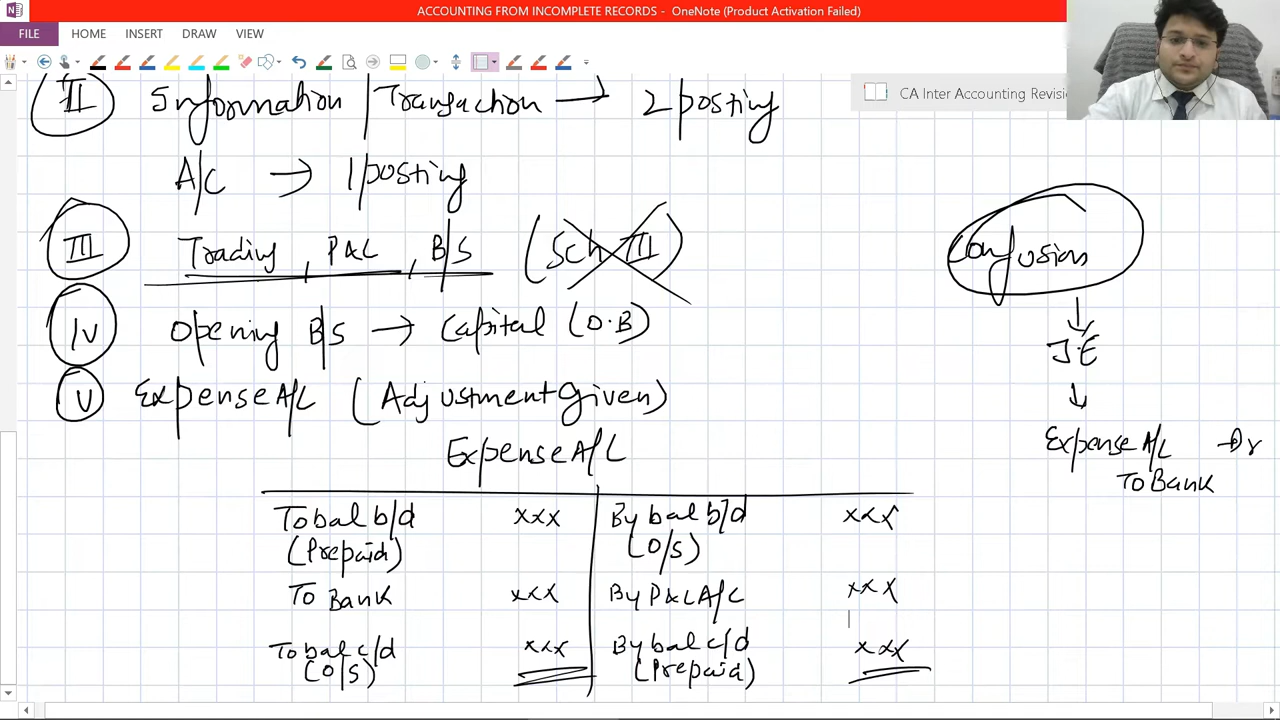 ACCOUNTING FROM INCOMPLETE RECORDS - OneNote (Product Activation Failed)
FILE HOME INSERT DRAW VIEW
CA Inter Accounting Revisi
II Information / Transaction → 2 posting
A/C → 1 posting
III Trading, P&L, B/S (Sch III)
IV Opening B/S → Capital (O.B)
V Expense A/c (Adjustment Given)
Confusion
↓
J.E
↓
Expense A/c → Dr
To Bank
Expense A/c
To bal b/d xxx By bal b/d xxx
(Prepaid) (O/S)
To Bank xxx By P&L A/c xxx
To bal c/d xxx By bal c/d xxx
(O/S) (Prepaid)